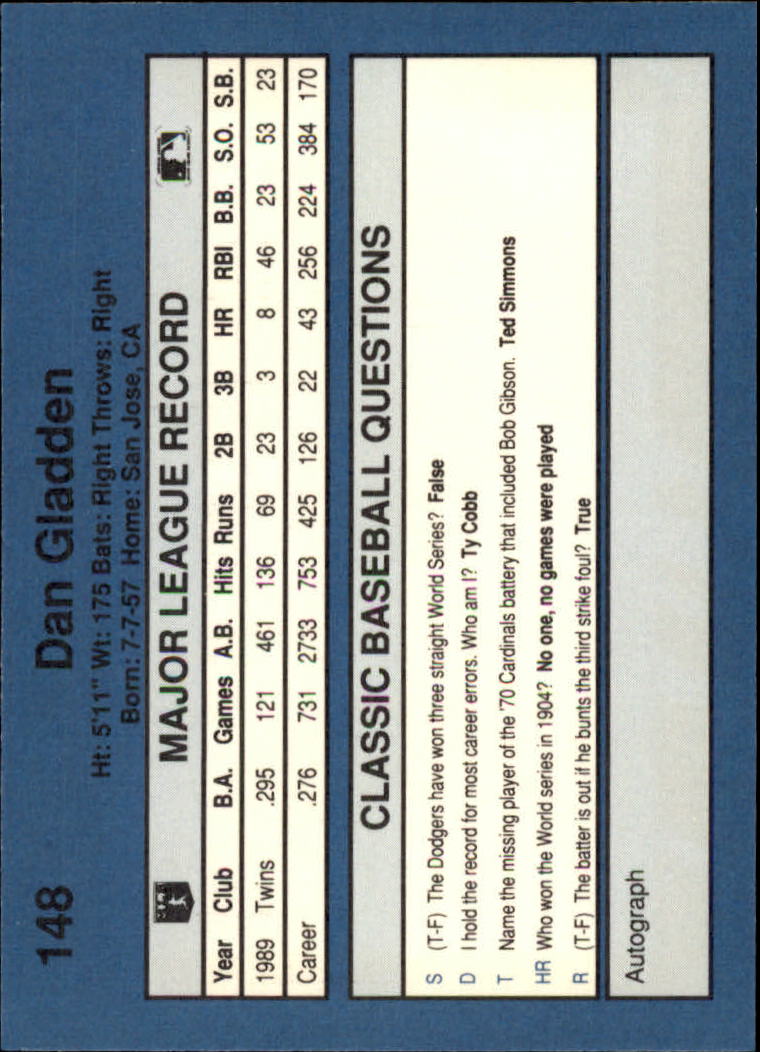 148 Dan Gladden
Ht: 5'11" Wt: 175 Bats: Right Throws: Right
Born: 7-7-57 Home: San Jose, CA
MAJOR LEAGUE RECORD
Year Club B.A. Games A.B. Hits Runs 2B 3B HR RBI B.B. S.O. S.B.
1989 Twins .295 121 461 136 69 23 3 8 46 23 53 23
Career .276 731 2733 753 425 126 22 43 256 224 384 170
CLASSIC BASEBALL QUESTIONS
S (T-F) The Dodgers have won three straight World Series? False
D I hold the record for most career errors. Who am I? Ty Cobb
T Name the missing player of the '70 Cardinals battery that included Bob Gibson. Ted Simmons
HR Who won the World series in 1904? No one, no games were played
R (T-F) The batter is out if he bunts the third strike foul? True
Autograph